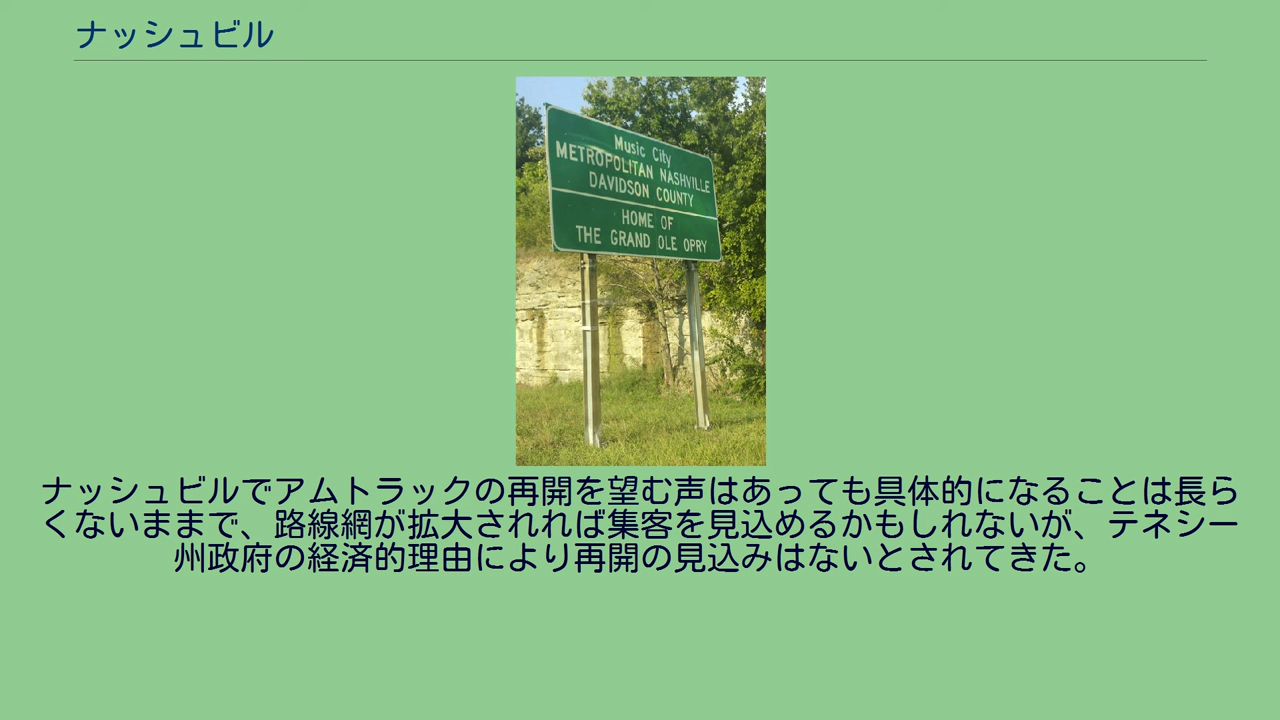 ナッシュビル
Music City
METROPOLITAN NASHVILLE
DAVIDSON COUNTY
HOME OF
THE GRAND OLE OPRY
ナッシュビルでアムトラックの再開を望む声はあっても具体的になることは長ら
くないままで、路線網が拡大されれば集客を見込めるかもしれないが、テネシー
州政府の経済的理由により再開の見込みはないとされてきた。